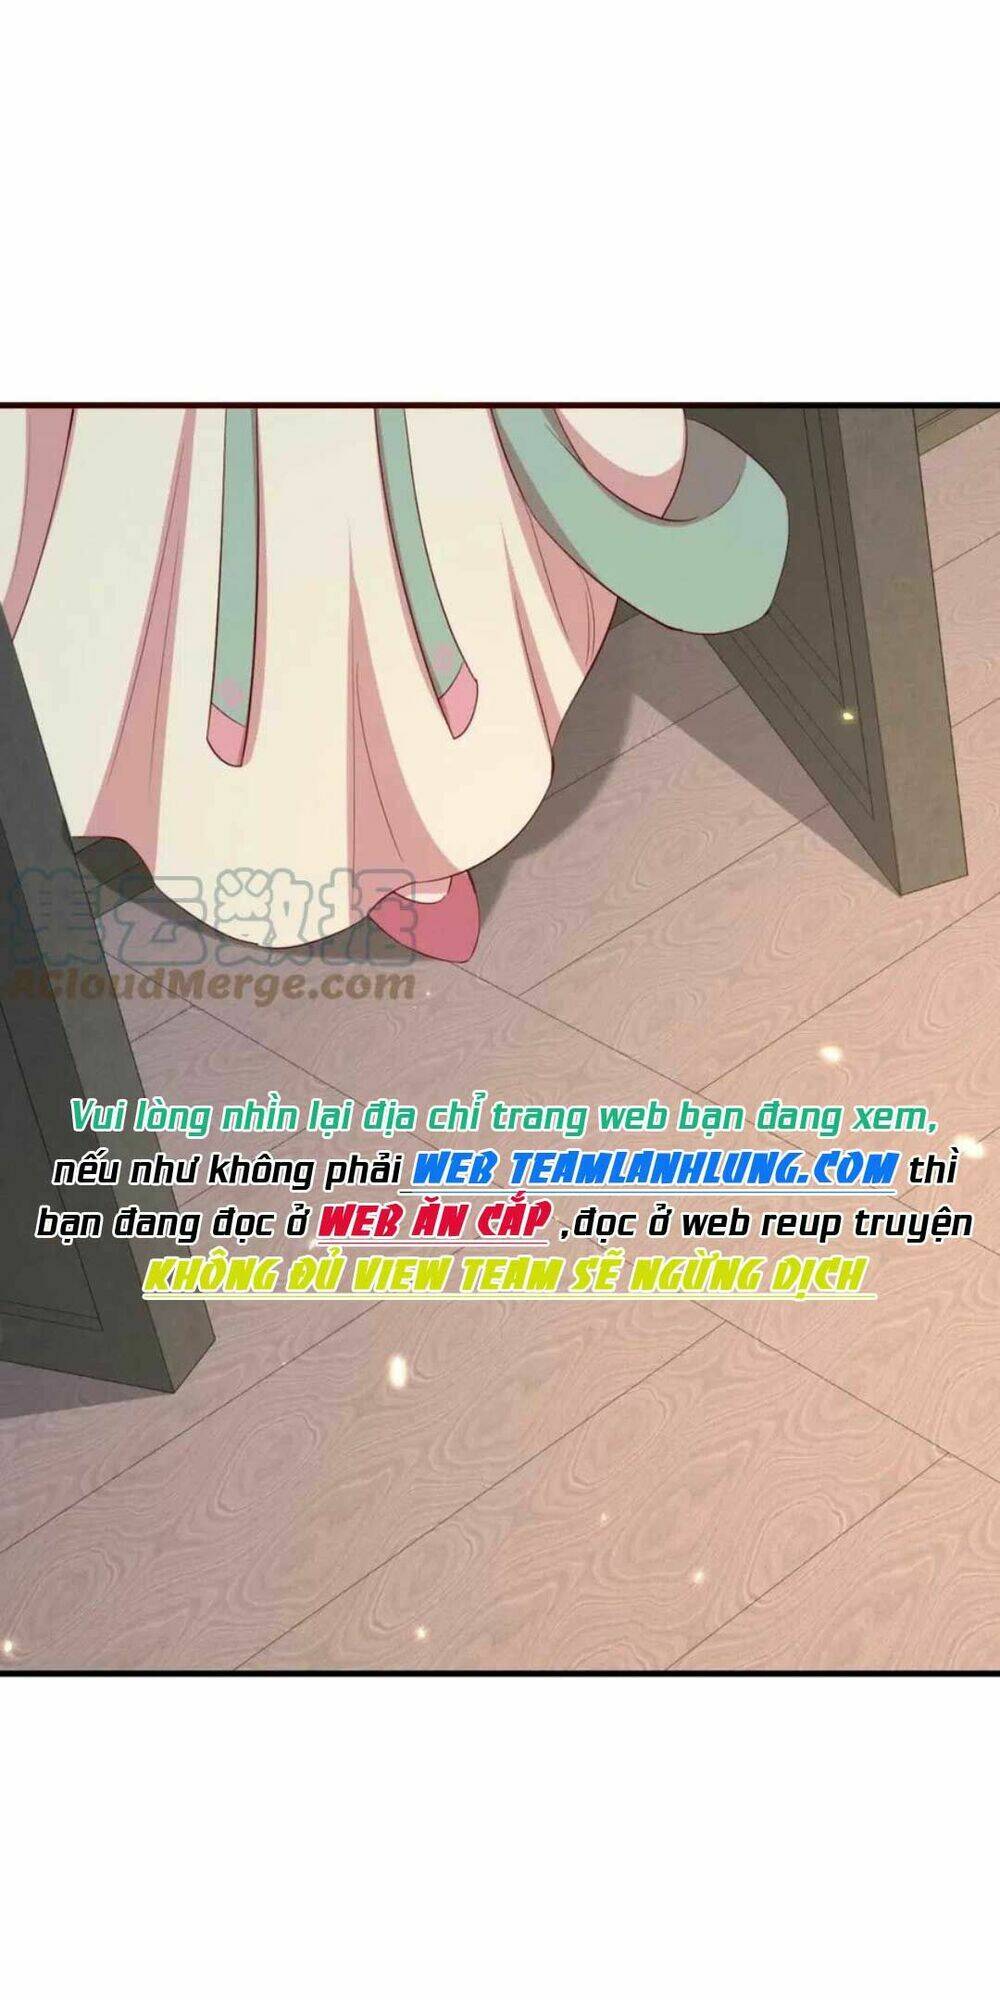 集云数据
ACloudMerge.com
Vui lòng nhìn lại địa chỉ trang web bạn đang xem,
nếu như không phải WEB TEAMLANHLUNG.COM thì
bạn đang đọc ở WEB ĂN CẮP ,đọc ở web reup truyện
KHÔNG ĐỦ VIEW TEAM SẼ NGỪNG DỊCH